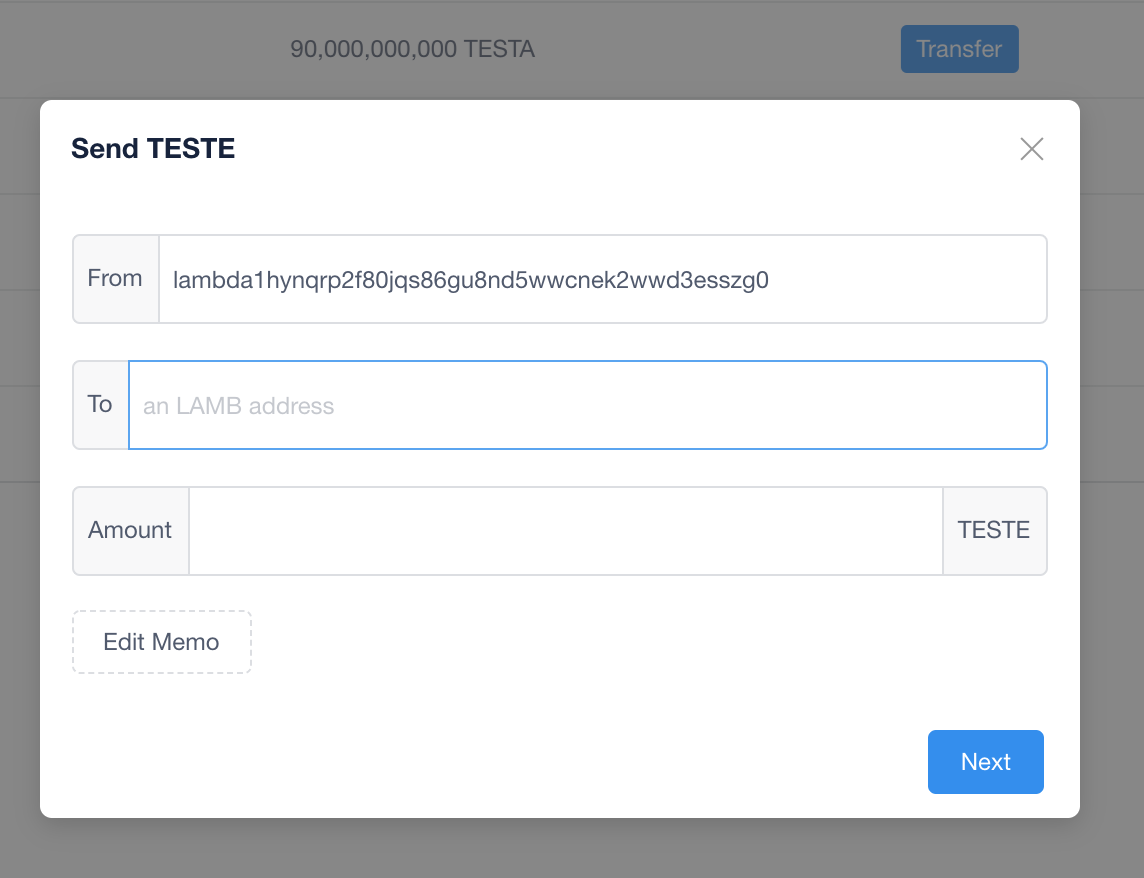 90,000,000,000 TESTA Transfer
Send TESTE
From lambda1hynqrp2f80jqs86gu8nd5wwcnek2wwd3esszg0
To an LAMB address
Amount TESTE
Edit Memo
Next